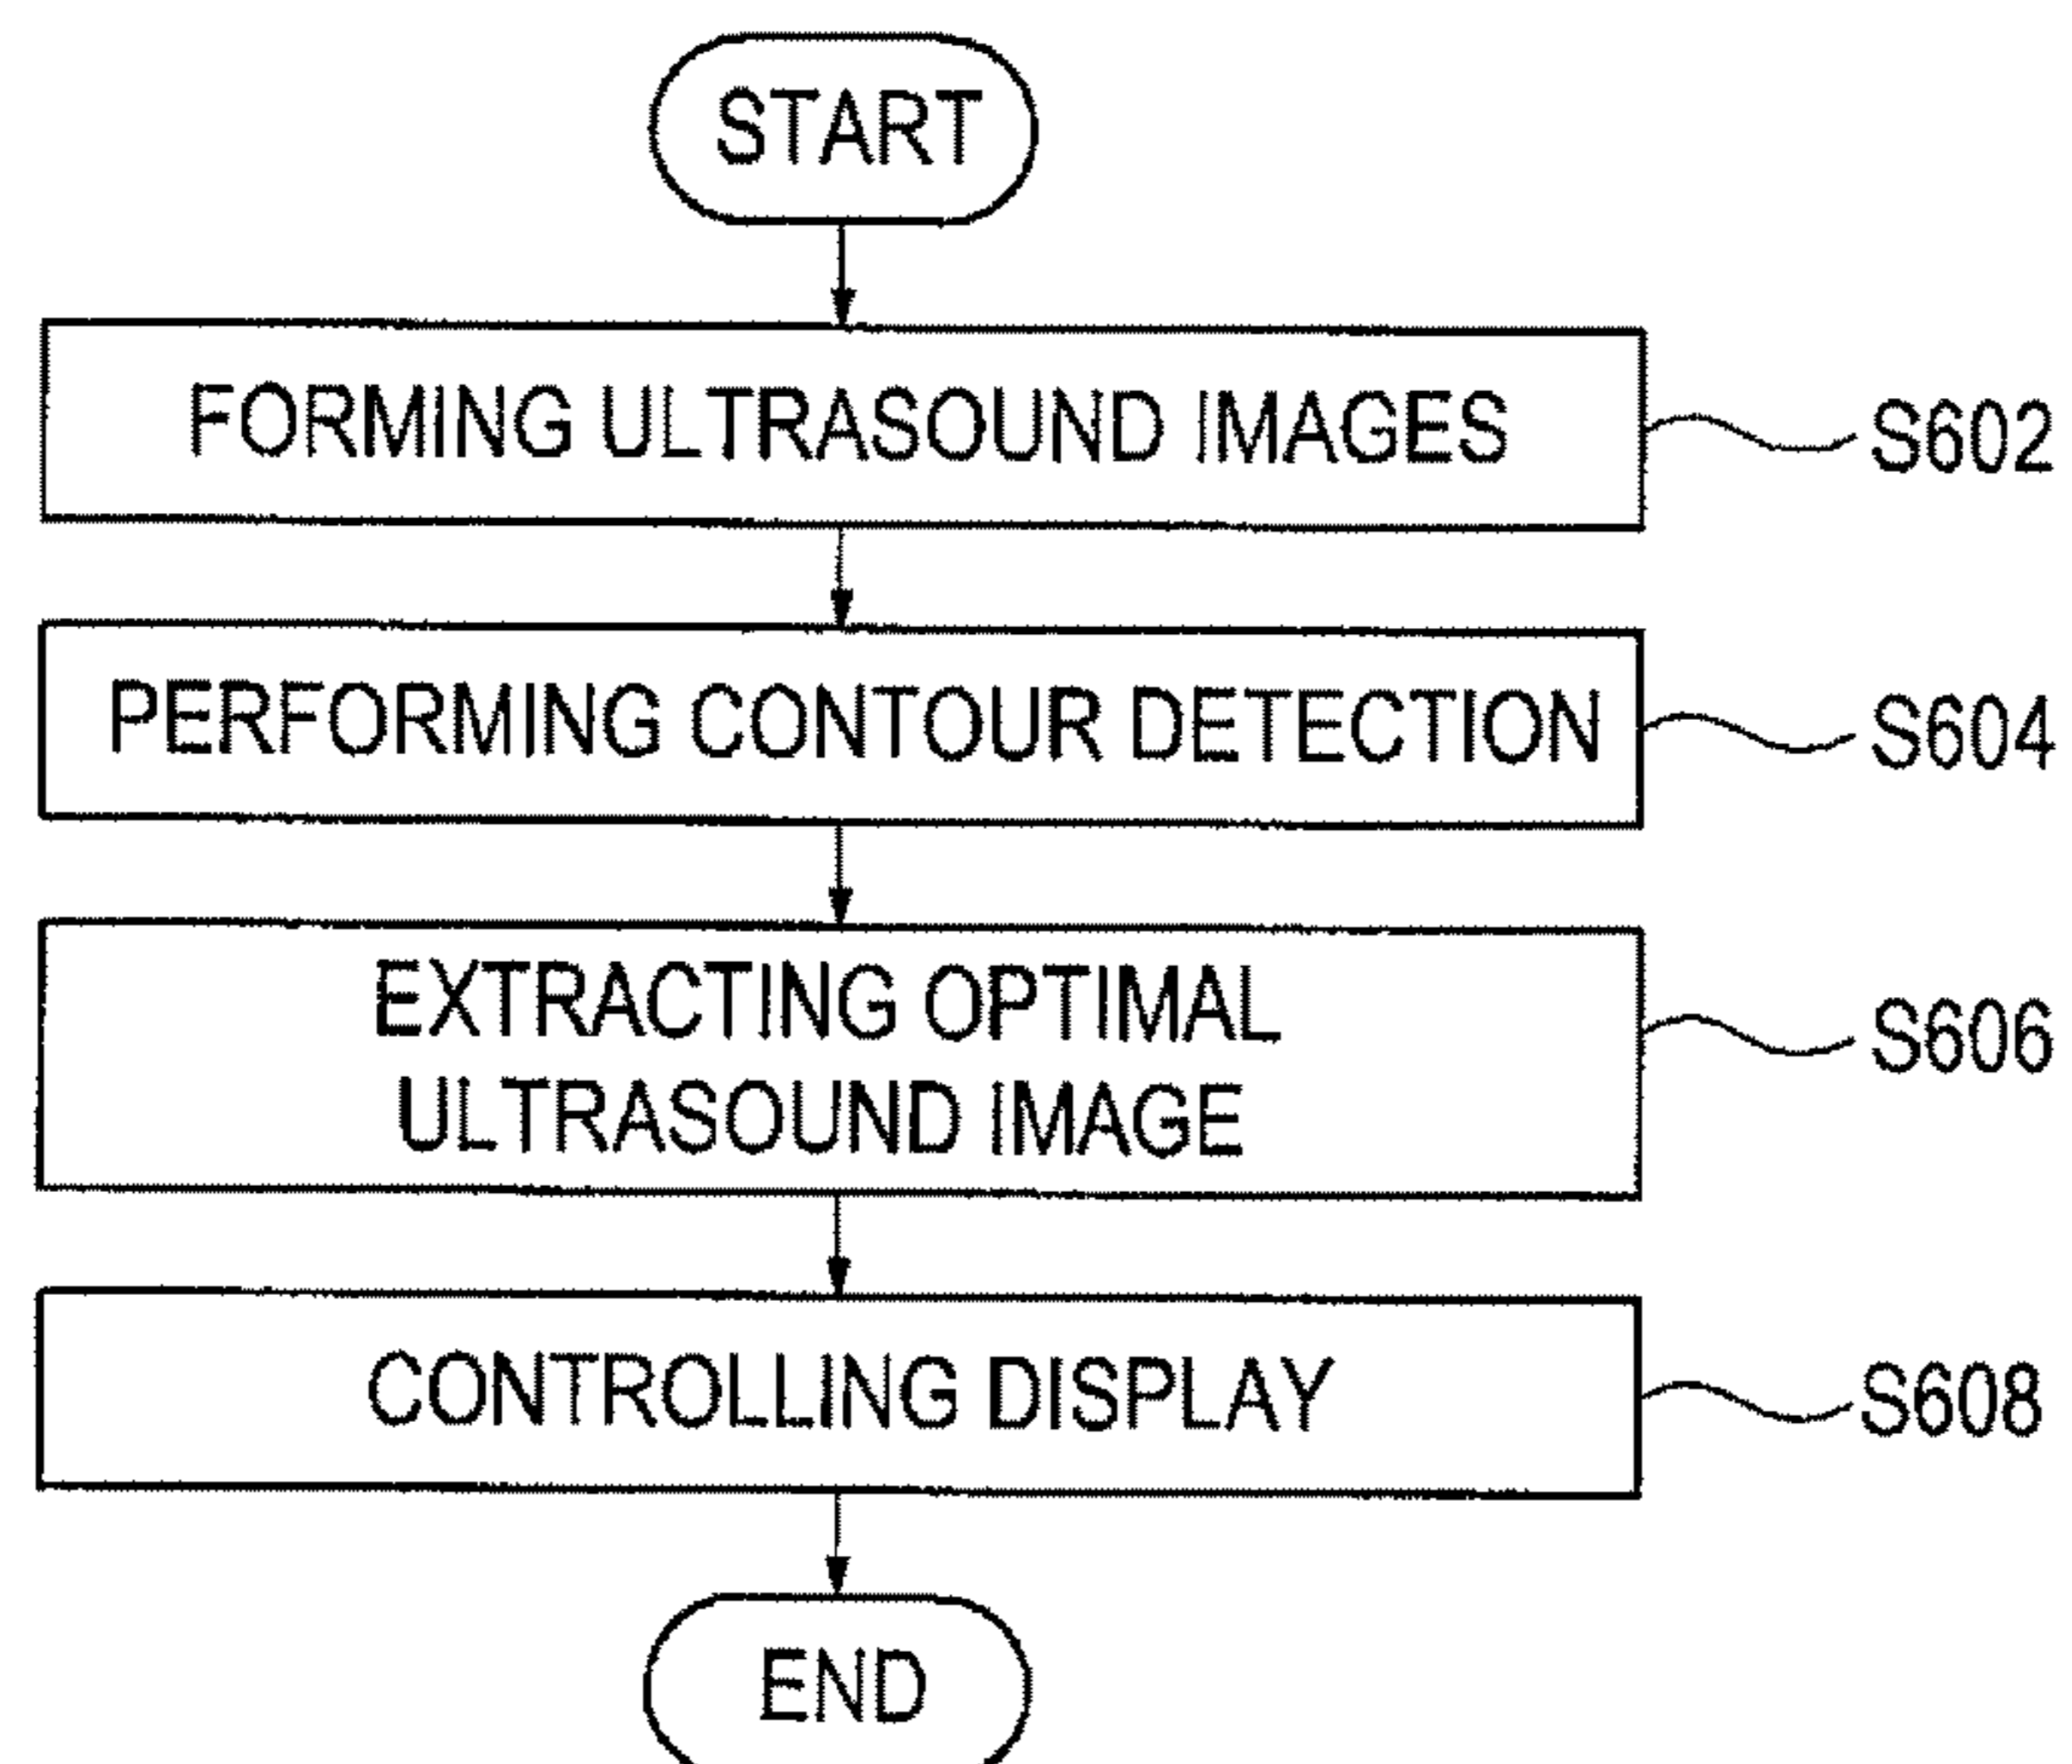 START
FORMING ULTRASOUND IMAGES
S602
PERFORMING CONTOUR DETECTION
S604
EXTRACTING OPTIMAL
ULTRASOUND IMAGE
S606
CONTROLLING DISPLAY
S608
END